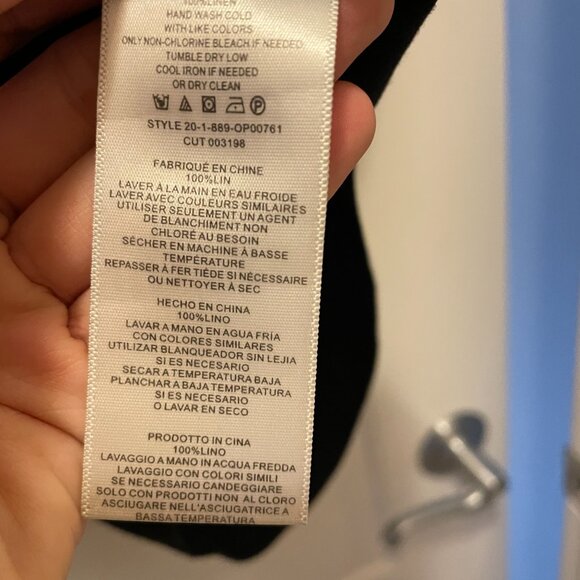 100%LINEN
HAND WASH COLD
WITH LIKE COLORS
ONLY NON-CHLORINE BLEACH IF NEEDED
TUMBLE DRY LOW
COOL IRON IF NEEDED
OR DRY CLEAN
STYLE 20-1-889-OP00761
CUT 003198
FABRIQUÉ EN CHINE
100%LIN
LAVER À LA MAIN EN EAU FROIDE
LAVER AVEC COULEURS SIMILAIRES
UTILISER SEULEMENT UN AGENT
DE BLANCHIMENT NON
CHLORÉ AU BESOIN
SÉCHER EN MACHINE À BASSE
TEMPÉRATURE
REPASSER À FER TIÈDE SI NÉCESSAIRE
OU NETTOYER À SEC
HECHO EN CHINA
100%LINO
LAVAR A MANO EN AGUA FRÍA
CON COLORES SIMILARES
UTILIZAR BLANQUEADOR SIN LEJIA
SI ES NECESARIO
SECAR A TEMPERATURA BAJA
PLANCHAR A BAJA TEMPERATURA
SI ES NECESARIO
O LAVAR EN SECO
PRODOTTO IN CINA
100%LINO
LAVAGGIO A MANO IN ACQUA FREDDA
LAVAGGIO CON COLORI SIMILI
SE NECESSARIO CANDEGGIARE
SOLO CON PRODOTTI NON AL CLORO
ASCIUGARE NELL'ASCIUGATRICE A
BASSA TEMPERATURA